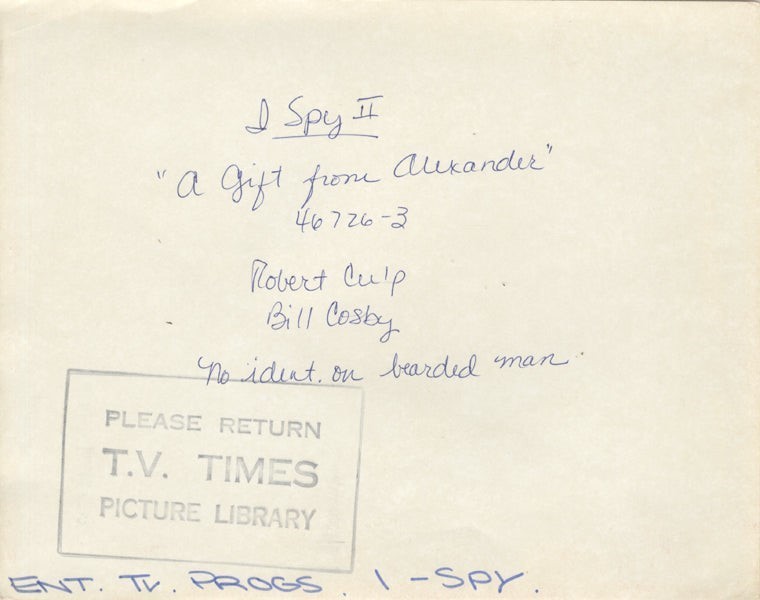 I Spy II
"A Gift from Alexander"
46726-3
Robert Culp
Bill Cosby
"No ident. on bearded man"
PLEASE RETURN
T.V. TIMES
PICTURE LIBRARY
ENT. TV. PROGS. I - SPY.